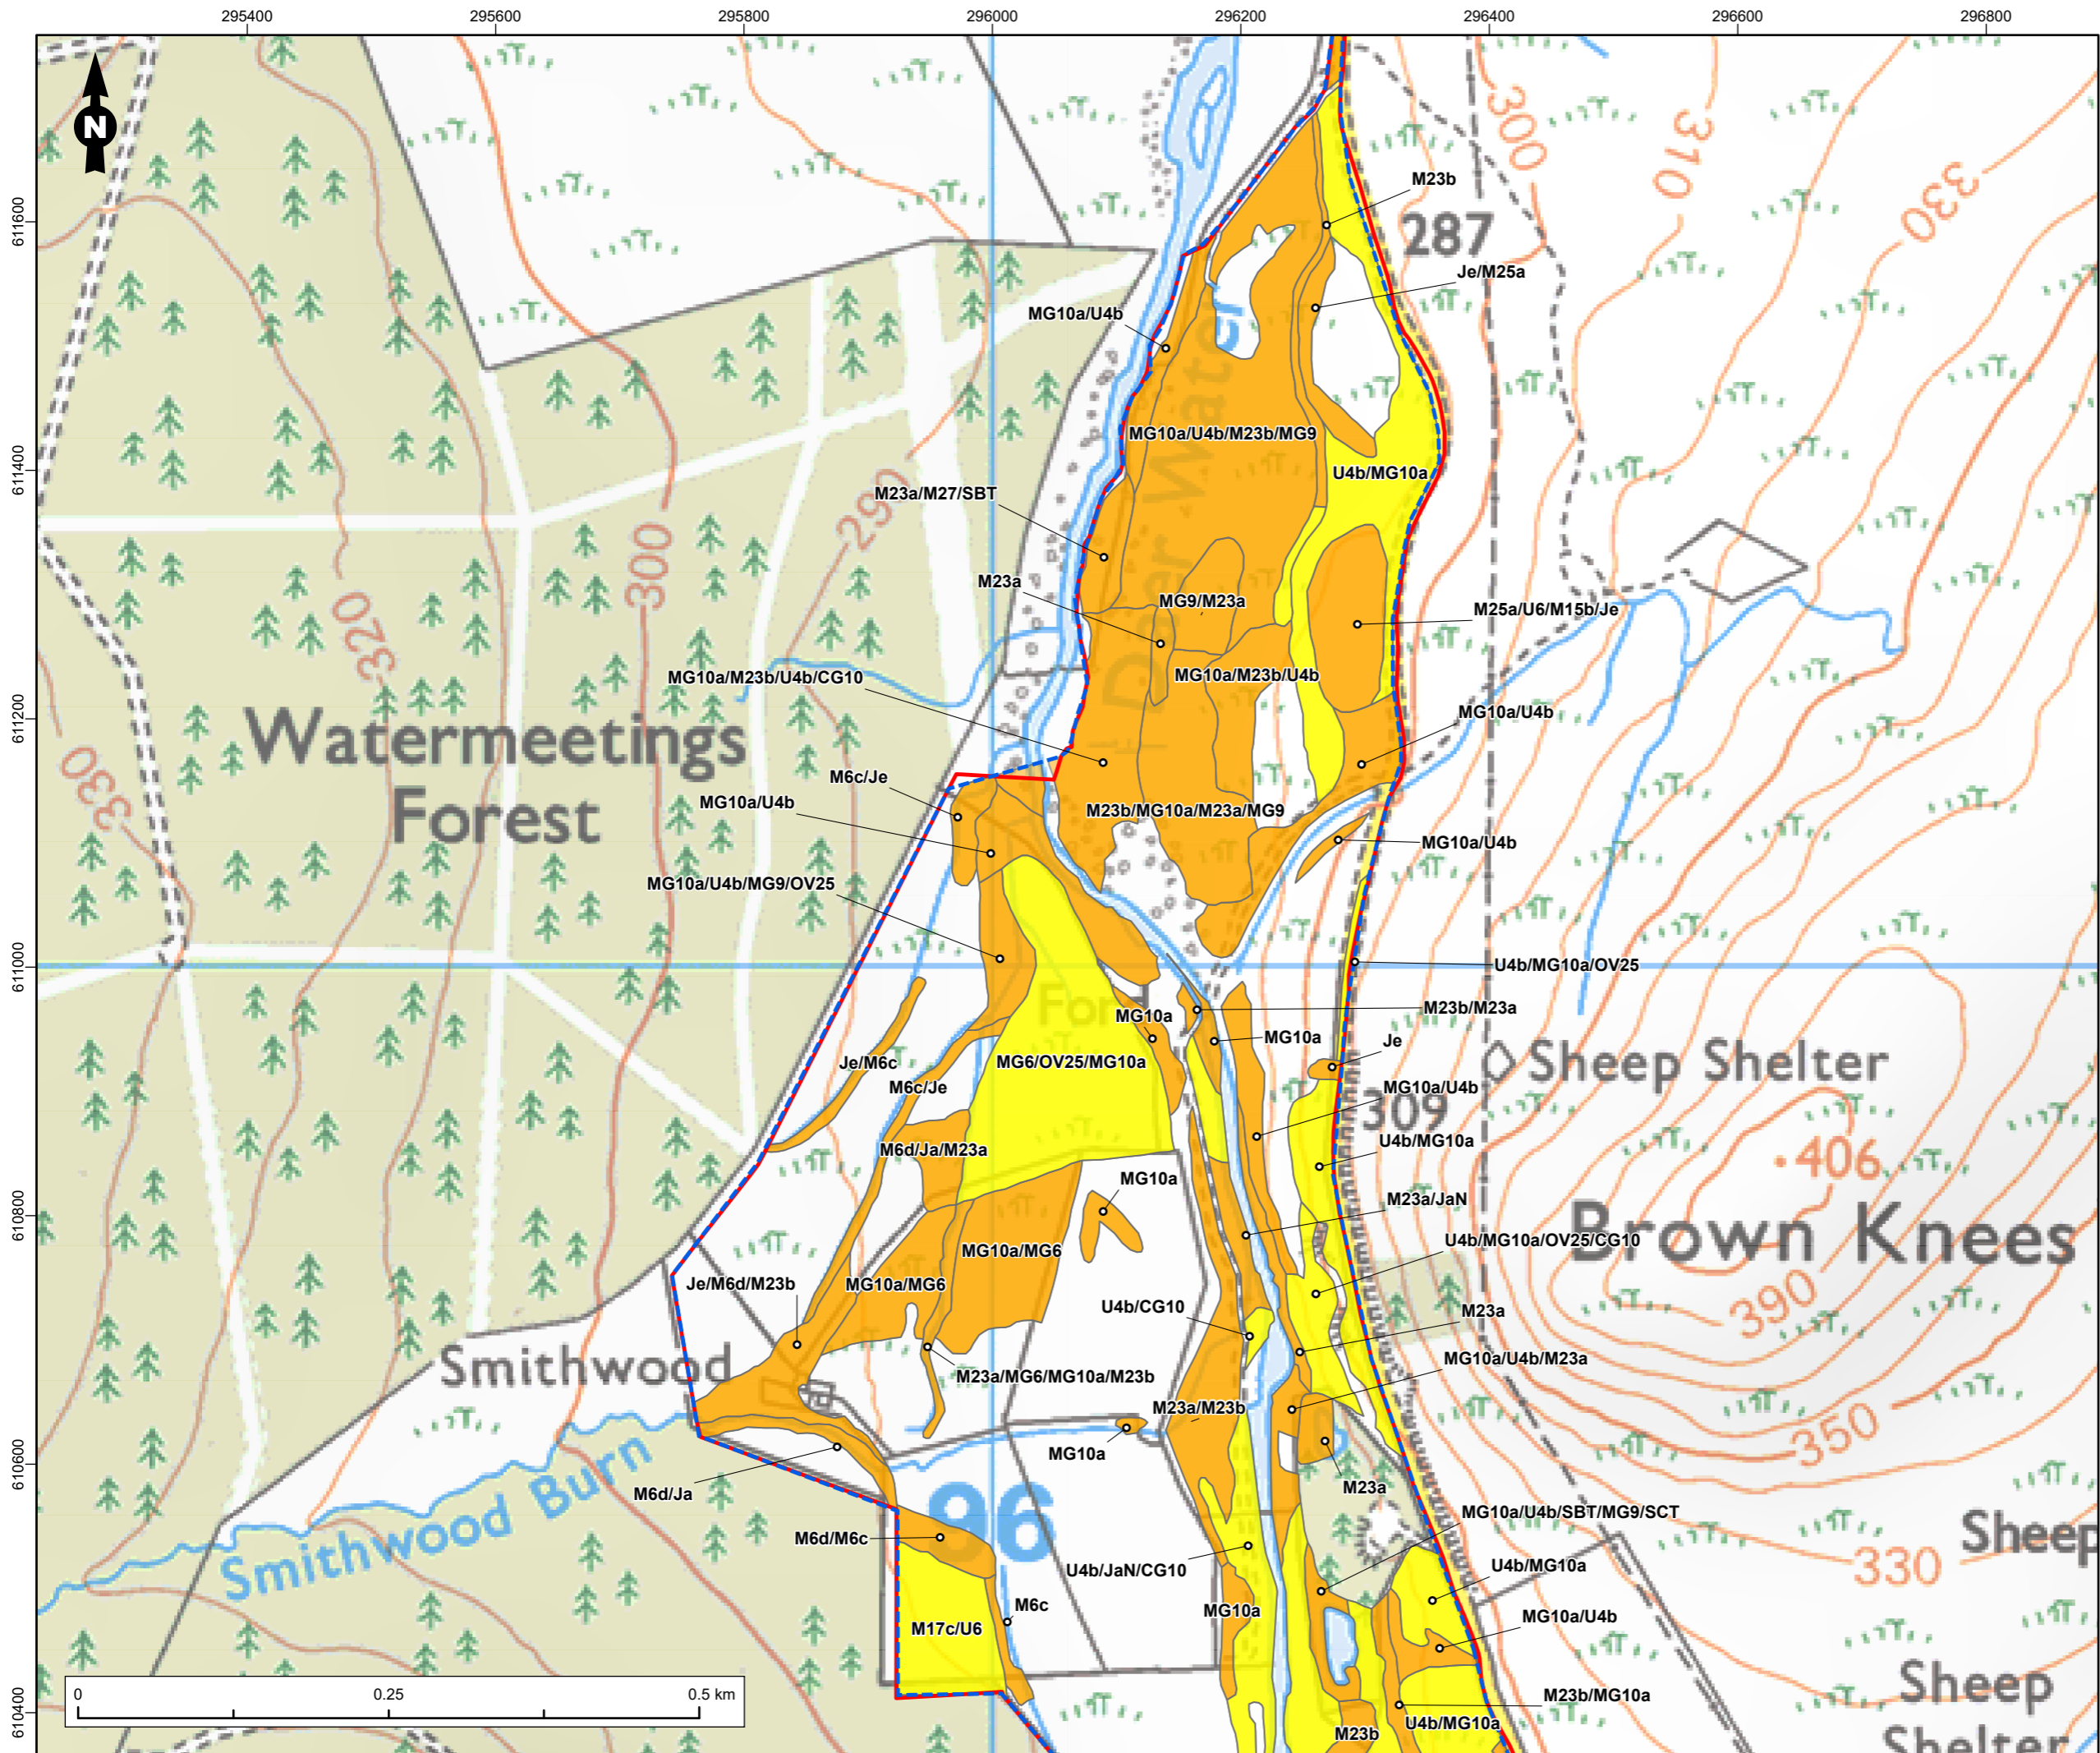 295400 295600 295800 296000 296200 296400 296600 296800
N
300
310
330
M23b
611600
287
Je/M25a
MG10a/U4b
Water
MG10a/U4b/M23b/MG9
611400
U4b/MG10a
M23a/M27/SBT
290
300
M23a
MG9/M23a
M25a/U6/M15b/Je
320
Daer
MG10a/M23b/U4b/CG10
MG10a/M23b/U4b
611200
MG10a/U4b
Watermeetings
Forest
330
M6c/Je
MG10a/U4b
M23b/MG10a/M23a/MG9
MG10a/U4b
MG10a/U4b/MG9/OV25
611000
U4b/MG10a/OV25
Ford
M23b/M23a
MG10a
MG10a
Je
Sheep Shelter
Je/M6c
MG6/OV25/MG10a
M6c/Je
MG10a/U4b
309
U4b/MG10a
M6d/Ja/M23a
406
MG10a
M23a/JaN
610800
U4b/MG10a/OV25/CG10
Brown Knees
MG10a/MG6
Je/M6d/M23b
MG10a/MG6
U4b/CG10
M23a
390
Smithwood
MG10a/U4b/M23a
M23a/MG6/MG10a/M23b
M23a/M23b
350
610600
MG10a
M23a
M6d/Ja
Smithwood Burn
96
MG10a/U4b/SBT/MG9/SCT
M6d/M6c
Sheep
U4b/JaN/CG10
U4b/MG10a
330
M6c
MG10a
MG10a/U4b
M17c/U6
Sheep
Shelter
M23b/MG10a
U4b/MG10a
M23b
610400
0 0.25 0.5 km